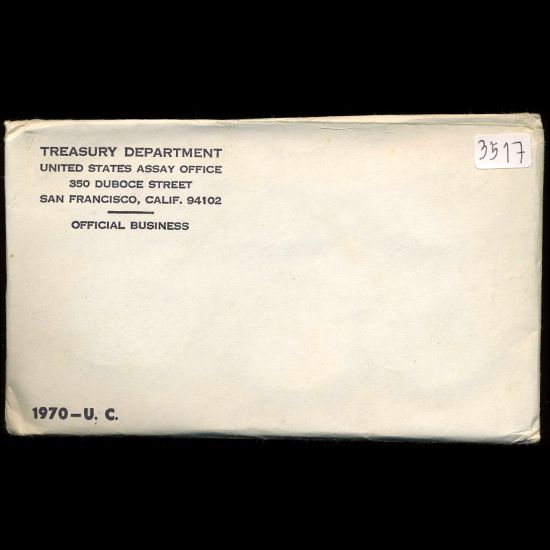 TREASURY DEPARTMENT
UNITED STATES ASSAY OFFICE
350 DUBOCE STREET
SAN FRANCISCO, CALIF. 94102
OFFICIAL BUSINESS
3517
1970-U. C.